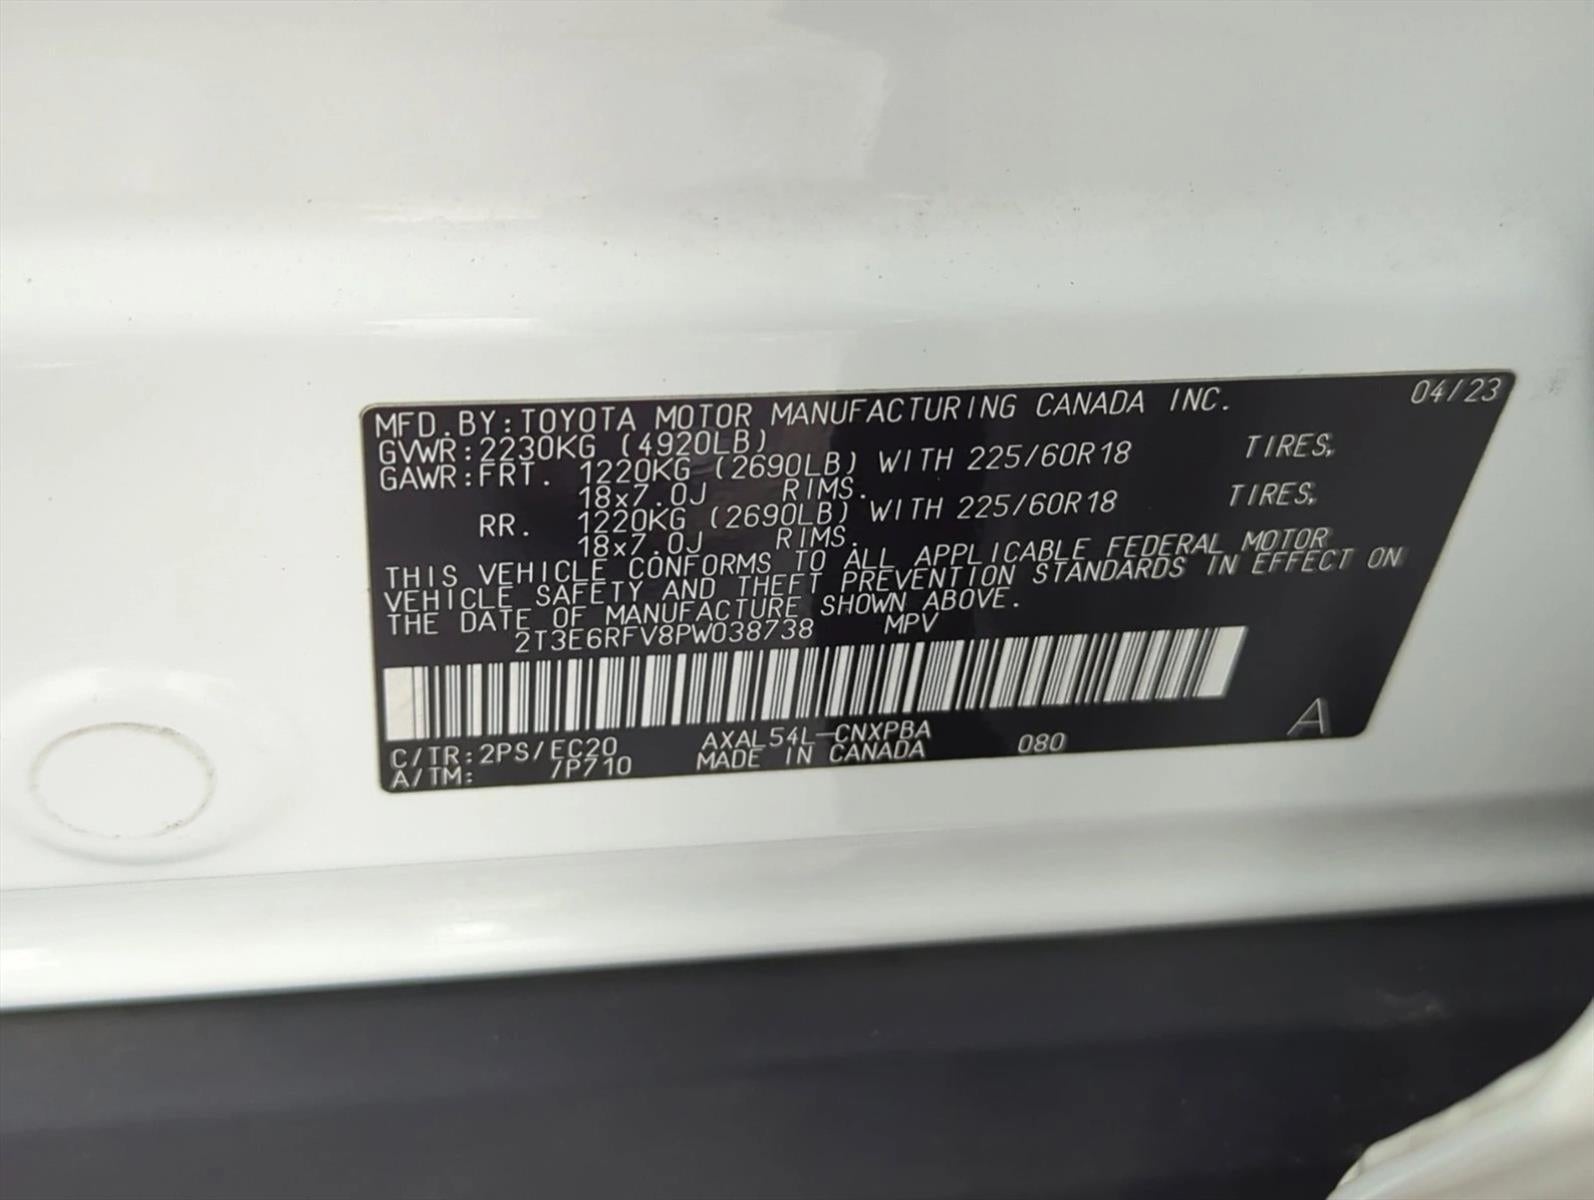 04/23
MFD.BY:TOYOTA MOTOR MANUFACTURING CANADA INC.
GVWR:2230KG (4920LB)
GAWR:FRT. 1220KG (2690LB) WITH 225/60R18 TIRES,
18x7.0J RIMS.
RR. 1220KG (2690LB) WITH 225/60R18 TIRES,
18x7.0J RIMS.
THIS VEHICLE CONFORMS TO ALL APPLICABLE FEDERAL MOTOR
VEHICLE SAFETY AND THEFT PREVENTION STANDARDS IN EFFECT ON
THE DATE OF MANUFACTURE SHOWN ABOVE.
2T3E6RFV8PW038738 MPV
C/TR:2PS/EC20 AXAL54L-CNXPBA 080 A
A/TM: /P710 MADE IN CANADA